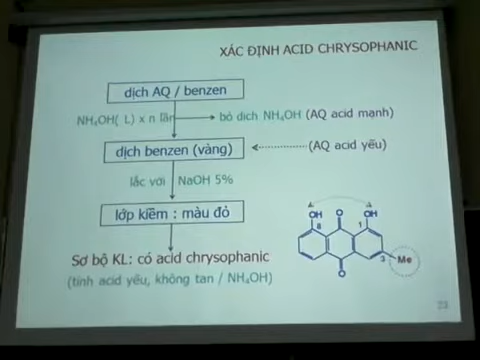 XÁC ĐỊNH ACID CHRYSOPHANIC
dịch AQ / benzen
NH₄OH( L) x n lần
bỏ dịch NH₄OH (AQ acid mạnh)
dịch benzen (vàng)
(AQ acid yếu)
lắc với NaOH 5%
lớp kiềm : màu đỏ
Sơ bộ KL: có acid chrysophanic
(tính acid yếu, không tan / NH₄OH)
OH O OH
8 1
3 Me
O
23